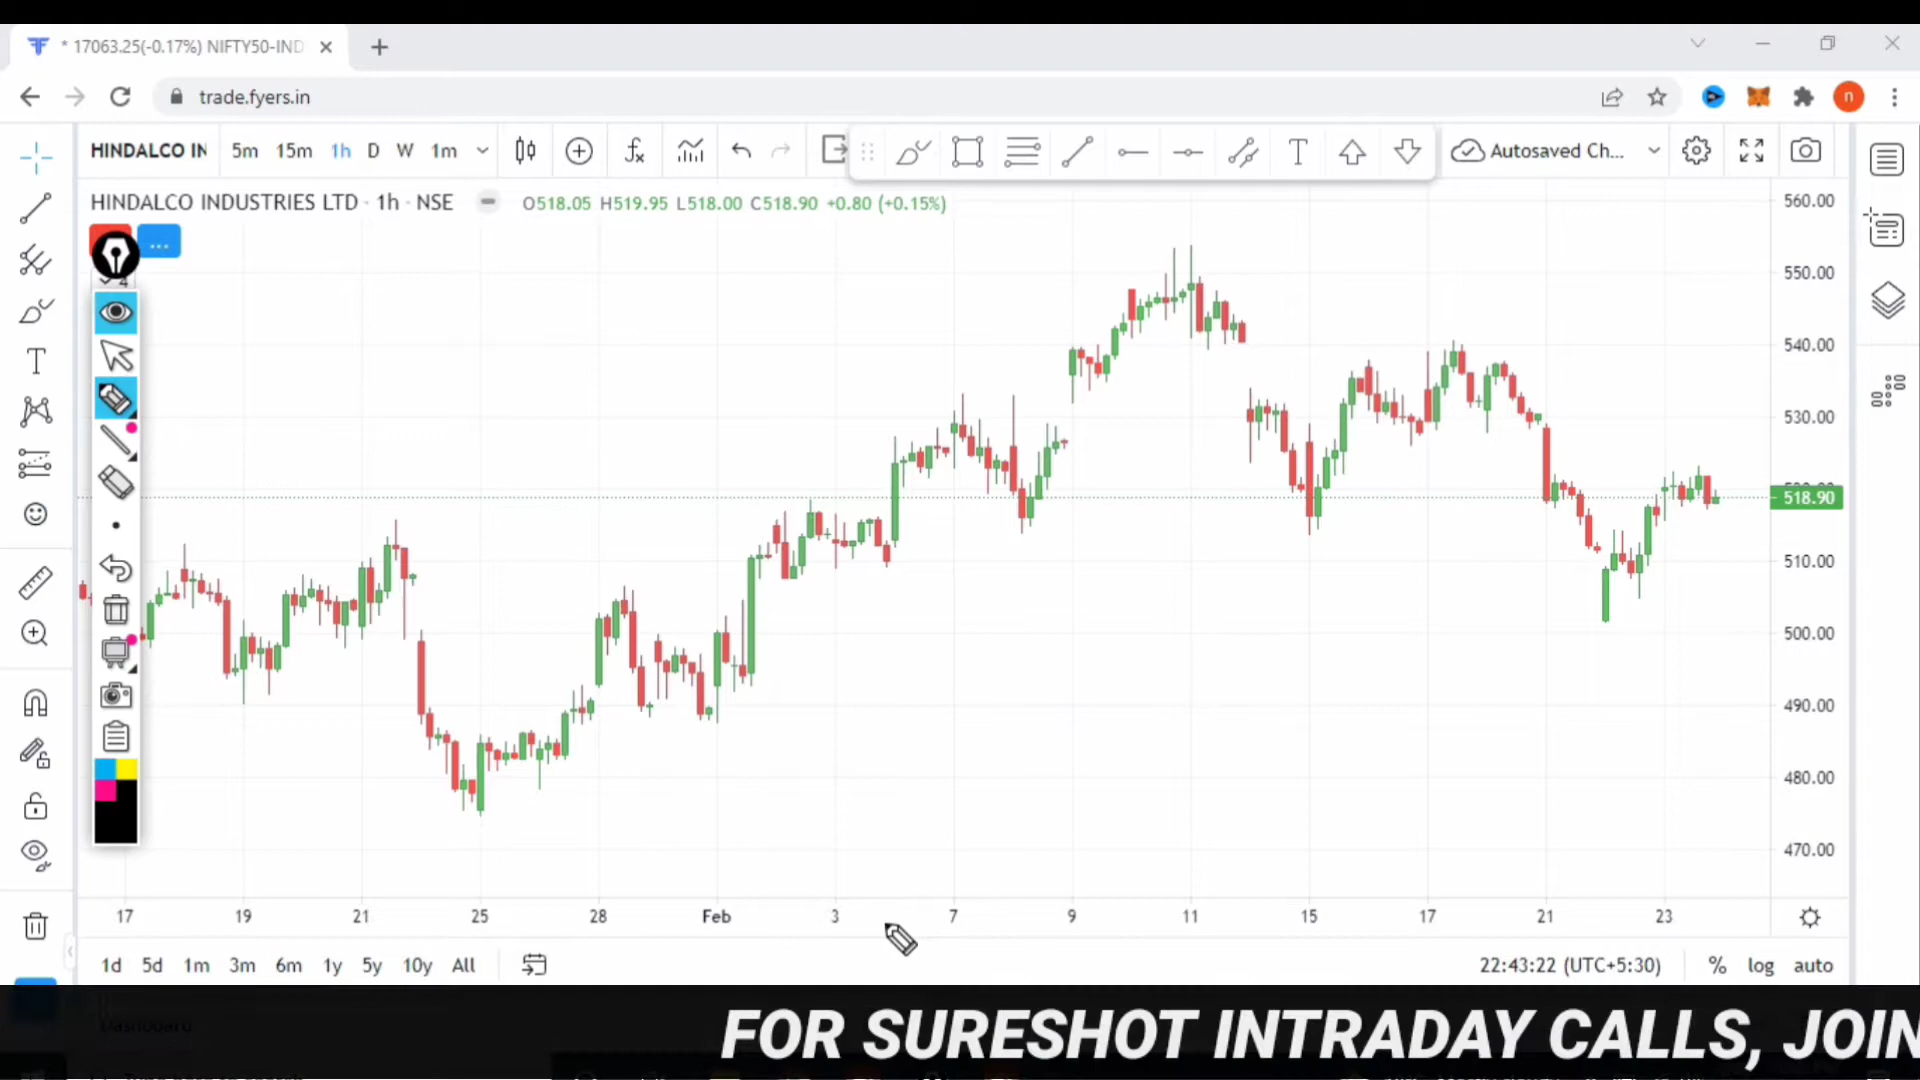 * 17063.25(-0.17%) NIFTY50-IND
trade.fyers.in
n
HINDALCO IN 5m 15m 1h D W 1m Autosaved Ch...
HINDALCO INDUSTRIES LTD · 1h · NSE O518.05 H519.95 L518.00 C518.90 +0.80 (+0.15%)
...
4
560.00
550.00
540.00
530.00
518.90
510.00
500.00
490.00
480.00
470.00
17 19 21 25 28 Feb 3 7 9 11 15 17 21 23
1d 5d 1m 3m 6m 1y 5y 10y All 22:43:22 (UTC+5:30) % log auto
Dashboard
FOR SURESHOT INTRADAY CALLS, JOIN